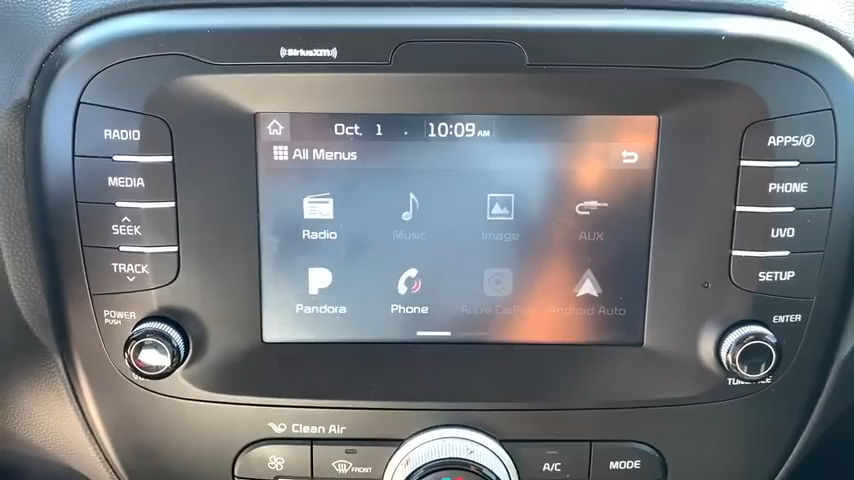 SiriusXM
RADIO
MEDIA
SEEK
TRACK
POWER
PUSH
Oct. 1 10:09 AM
All Menus
Radio Music Image AUX
Pandora Phone Apple CarPlay Android Auto
APPS/i
PHONE
UVO
SETUP
ENTER
TUNE
Clean Air
FRONT
A/C
MODE